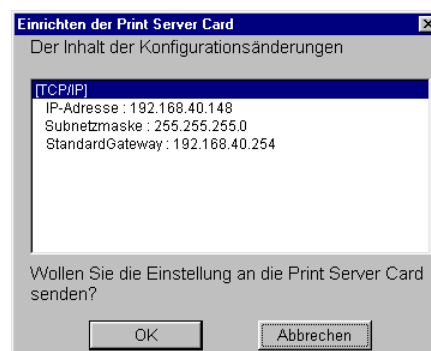 Einrichten der Print Server Card
Der Inhalt der Konfigurationsänderungen
[TCP/IP]
IP-Adresse : 192.168.40.148
Subnetzmaske : 255.255.255.0
StandardGateway : 192.168.40.254
Wollen Sie die Einstellung an die Print Server Card
senden?
OK
Abbrechen